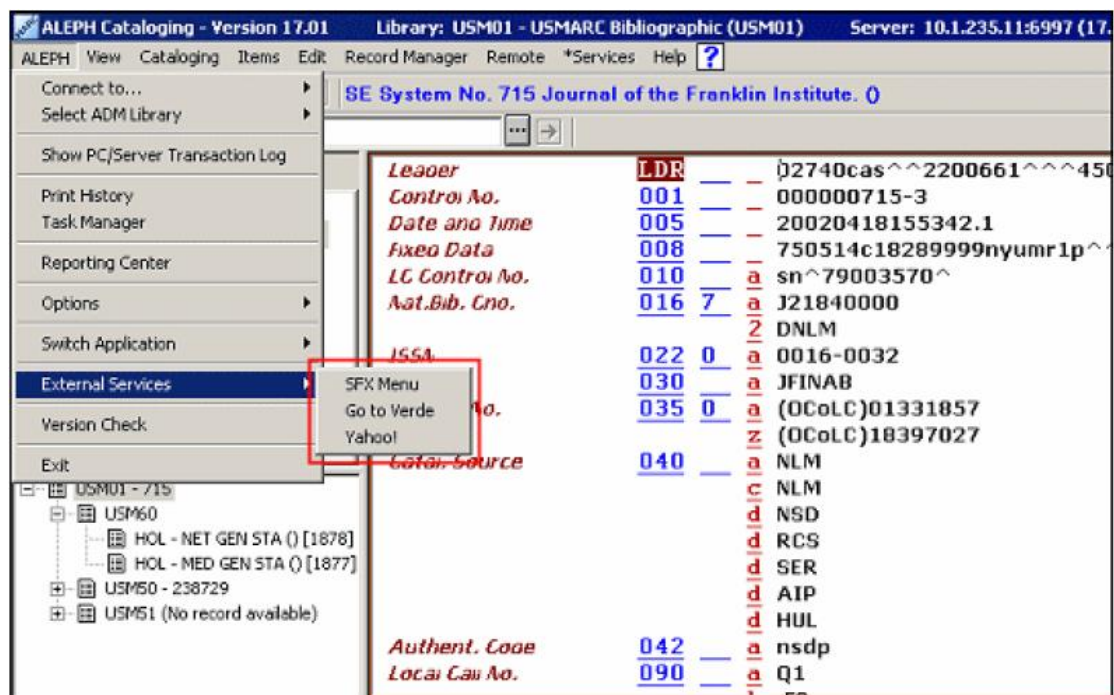 ALEPH Cataloging - Version 17.01 Library: USM01 - USMARC Bibliographic (USM01) Server: 10.1.235.11:6997 (17.
ALEPH View Cataloging Items Edit Record Manager Remote *Services Help ?
Connect to...
Select ADM Library
Show PC/Server Transaction Log
Print History
Task Manager
Reporting Center
Options
Switch Application
External Services
Version Check
Exit
SFX Menu
Go to Verde
Yahoo!
SE System No. 715 Journal of the Franklin Institute. ()
...
USM01 - 715
USM60
HOL - NET GEN STA () [1878]
HOL - MED GEN STA () [1877]
USM50 - 238729
USM51 (No record available)
Leader LDR 02740cas^^2200661^^^450
Control No. 001 000000715-3
Date and Time 005 20020418155342.1
Fixed Data 008 750514c18289999nyumr1p^^
LC Control No. 010 a sn^79003570^
Nat.Bib. Cno. 016 7 a J21840000
2 DNLM
ISSN 022 0 a 0016-0032
030 a JFINAB
No. 035 0 a (OCoLC)01331857
z (OCoLC)18397027
Catal. Source 040 a NLM
c NLM
d NSD
d RCS
d SER
d AIP
d HUL
Authent. Code 042 a nsdp
Local Call No. 090 a Q1